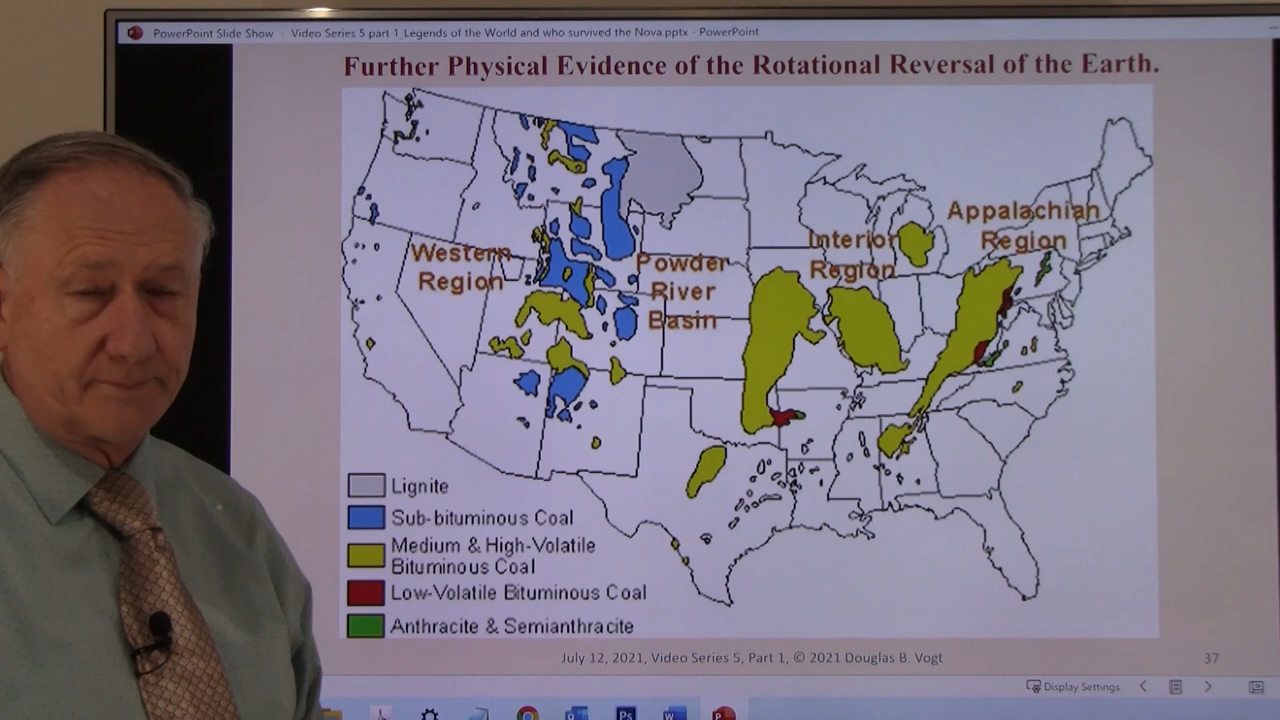 PowerPoint Slide Show - Video Series 5 part 1_Legends of the World and who survived the Nova.pptx - PowerPoint
Further Physical Evidence of the Rotational Reversal of the Earth.
Appalachian
Region
Interior
Region
Western
Region
Powder
River
Basin
Lignite
Sub-bituminous Coal
Medium & High-Volatile
Bituminous Coal
Low-Volatile Bituminous Coal
Anthracite & Semianthracite
July 12, 2021, Video Series 5, Part 1, © 2021 Douglas B. Vogt
37
Display Settings
Ps